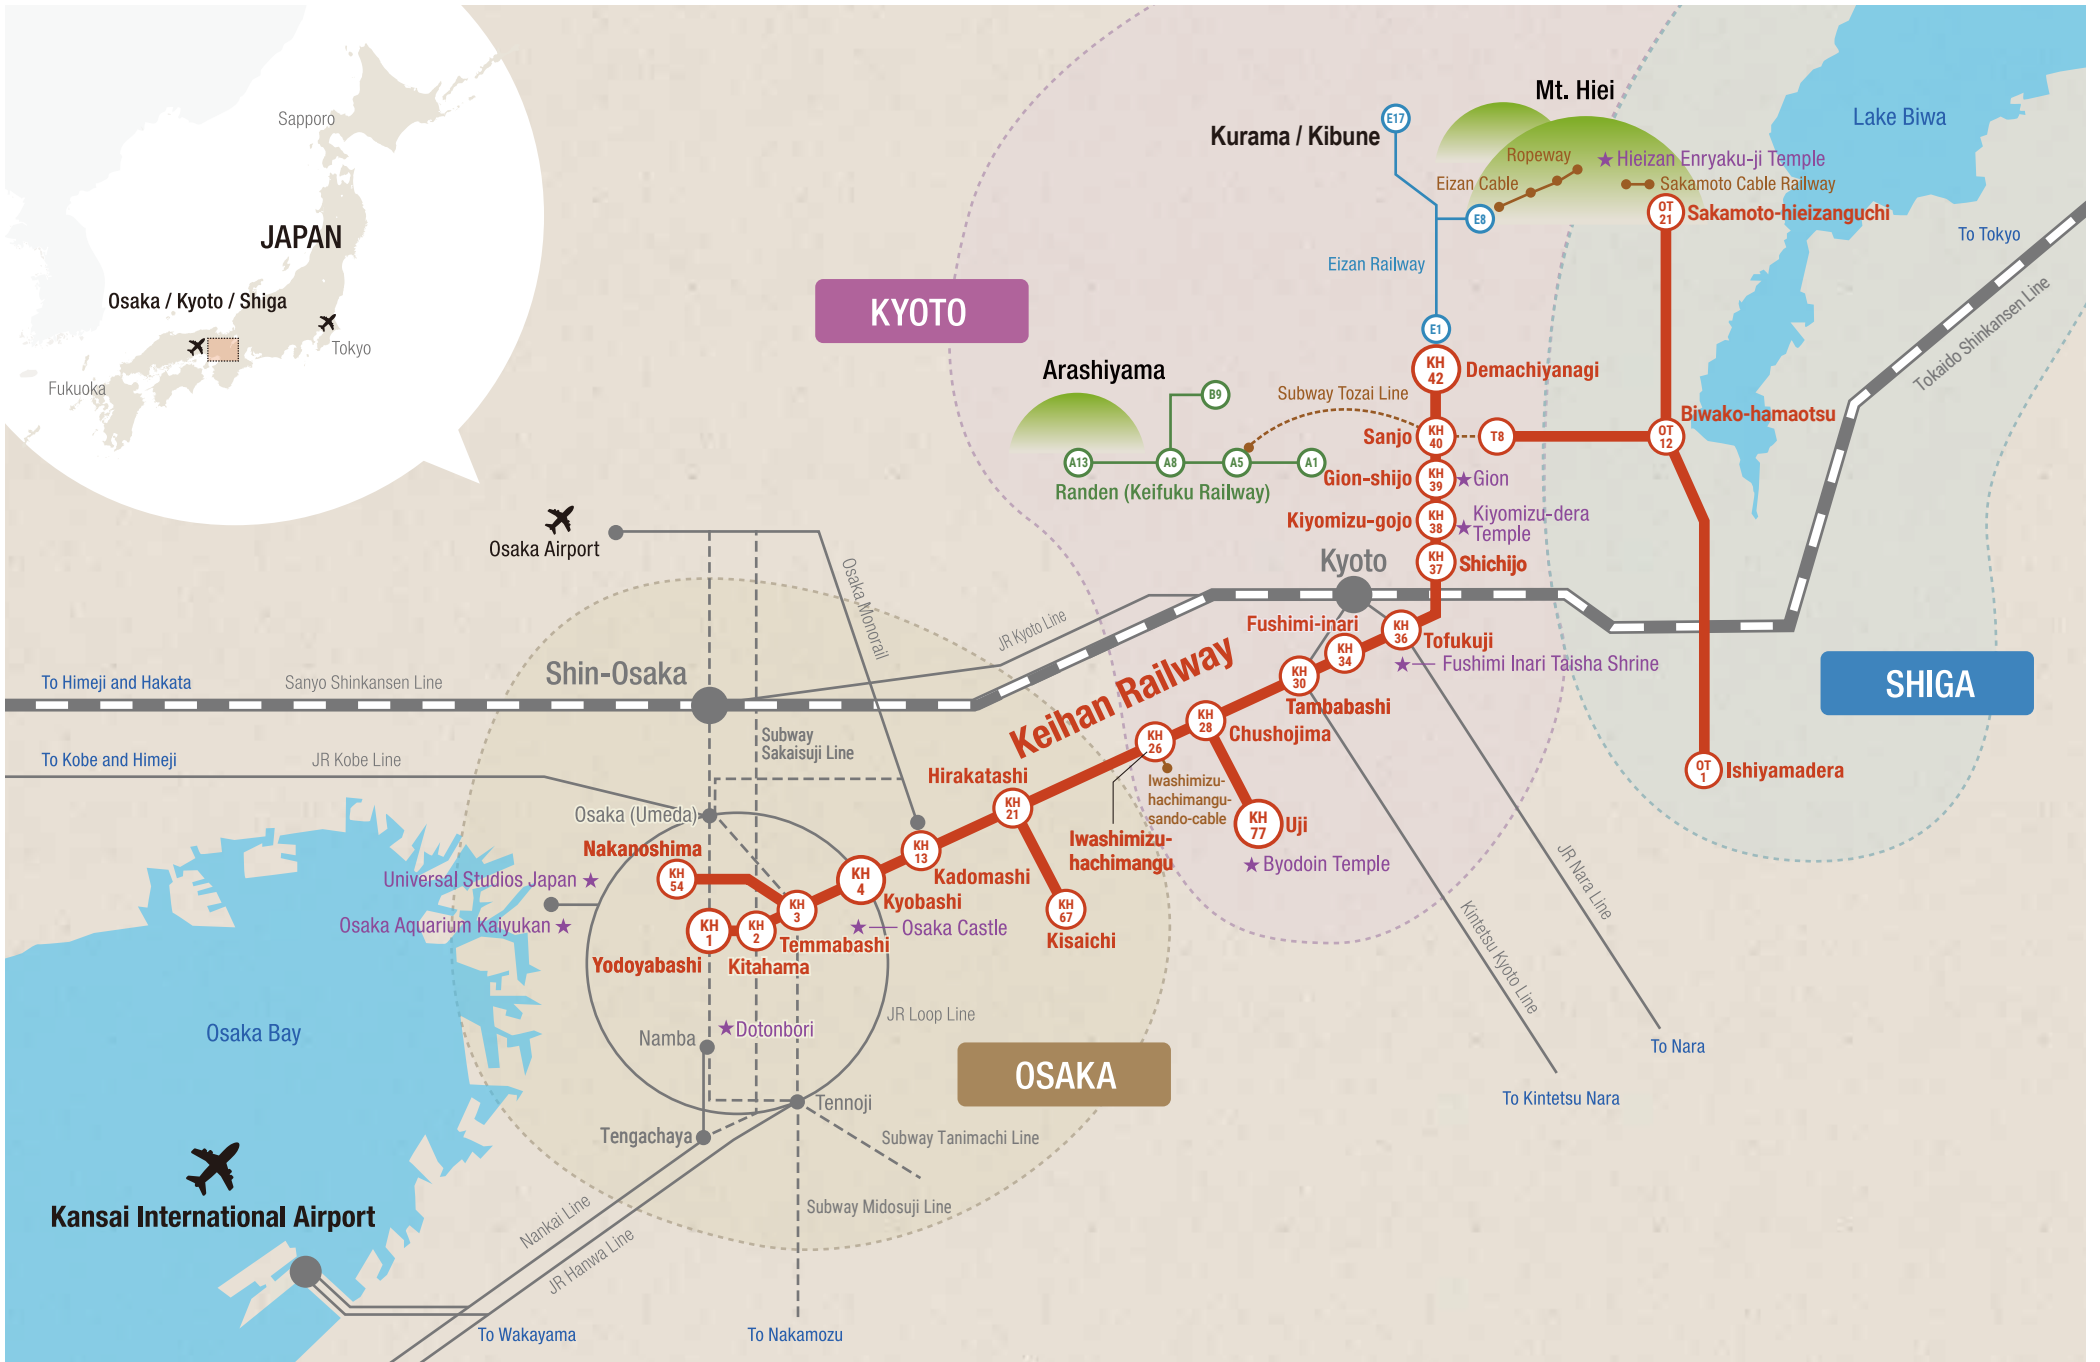 Sapporo
JAPAN
Osaka / Kyoto / Shiga
Tokyo
Fukuoka
Mt. Hiei
Lake Biwa
E17
Kurama / Kibune
Ropeway
★ Hieizan Enryaku-ji Temple
Eizan Cable
Sakamoto Cable Railway
E8
OT
21
Sakamoto-hieizanguchi
To Tokyo
Eizan Railway
Tokaido Shinkansen Line
KYOTO
E1
KH
42
Demachiyanagi
Arashiyama
B9
Subway Tozai Line
Biwako-hamaotsu
Sanjo
KH
40
T8
OT
12
A13
A8
A5
A1
Randen (Keifuku Railway)
Gion-shijo
KH
39
★ Gion
Kiyomizu-gojo
KH
38
★ Kiyomizu-dera
Temple
Osaka Airport
Osaka Monorail
Kyoto
KH
37
Shichijo
JR Kyoto Line
Fushimi-inari
KH
36
Tofukuji
KH
34
★ Fushimi Inari Taisha Shrine
Shin-Osaka
To Himeji and Hakata
Sanyo Shinkansen Line
Keihan Railway
KH
30
Tambabashi
SHIGA
KH
28
Chushojima
KH
26
Subway
Sakaisuji Line
To Kobe and Himeji
JR Kobe Line
Hirakatashi
KH
21
Iwashimizu-
hachimangu-
sando-cable
OT
1
Ishiyamadera
Osaka (Umeda)
Iwashimizu-
hachimangu
KH
77
Uji
★ Byodoin Temple
JR Nara Line
Nakanoshima
KH
54
KH
13
Kadomashi
KH
4
Kyobashi
Universal Studios Japan ★
Osaka Aquarium Kaiyukan ★
KH
3
Temmabashi
★ Osaka Castle
KH
67
Kisaichi
KH
1
KH
2
Yodoyabashi
Kitahama
Kintetsu Kyoto Line
Osaka Bay
JR Loop Line
Namba
★ Dotonbori
To Nara
OSAKA
To Kintetsu Nara
Tennoji
Tengachaya
Subway Tanimachi Line
Kansai International Airport
Nankai Line
JR Hanwa Line
Subway Midosuji Line
To Wakayama
To Nakamozu